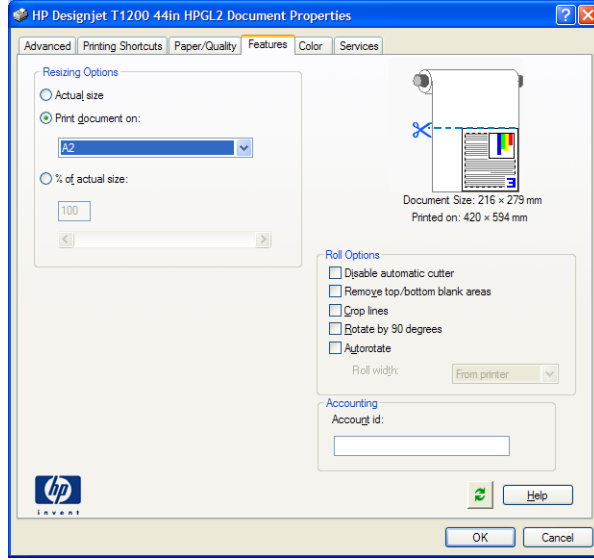 HP Designjet T1200 44in HPGL2 Document Properties
Advanced Printing Shortcuts Paper/Quality Features Color Services
Resizing Options
Actual size
Print document on:
A2
% of actual size:
100
3
Document Size: 216 × 279 mm
Printed on: 420 × 594 mm
Roll Options
Disable automatic cutter
Remove top/bottom blank areas
Crop lines
Rotate by 90 degrees
Autorotate
Roll width: From printer
Accounting
Account id:
hp
invent
Help
OK Cancel